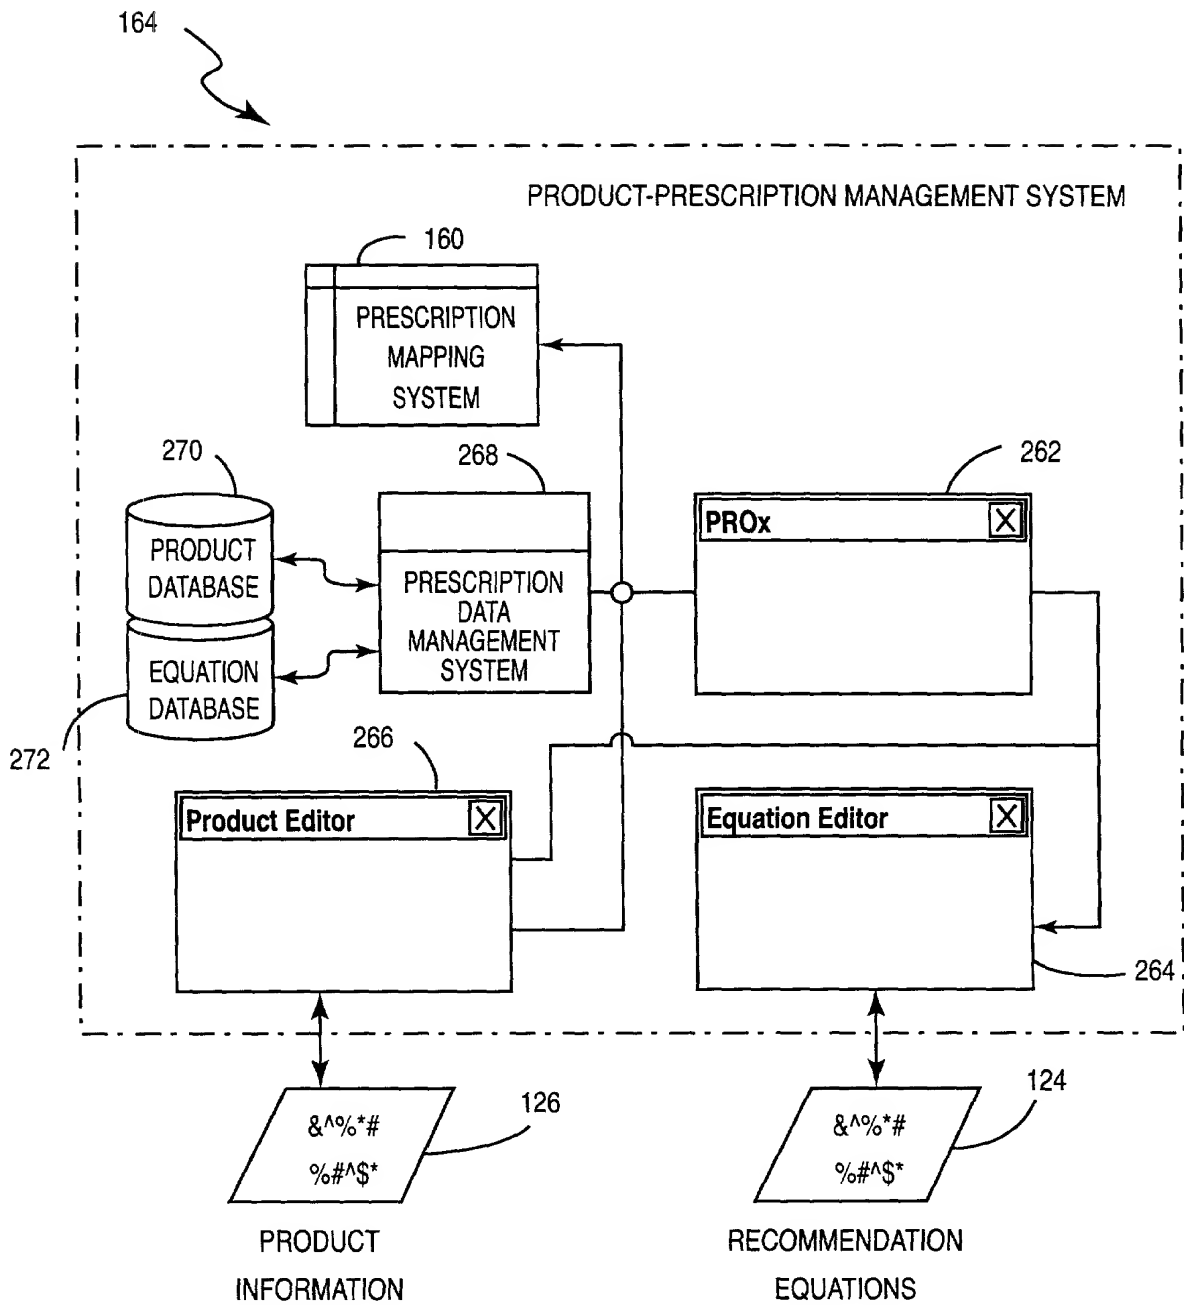 164
PRODUCT-PRESCRIPTION MANAGEMENT SYSTEM
160
PRESCRIPTION
MAPPING
SYSTEM
270
268
262
PRODUCT
DATABASE
PRESCRIPTION
DATA
MANAGEMENT
SYSTEM
PROx
X
EQUATION
DATABASE
272
266
Product Editor
X
Equation Editor
X
264
126
&^%*#
%#^$*
124
&^%*#
%#^$*
PRODUCT
INFORMATION
RECOMMENDATION
EQUATIONS